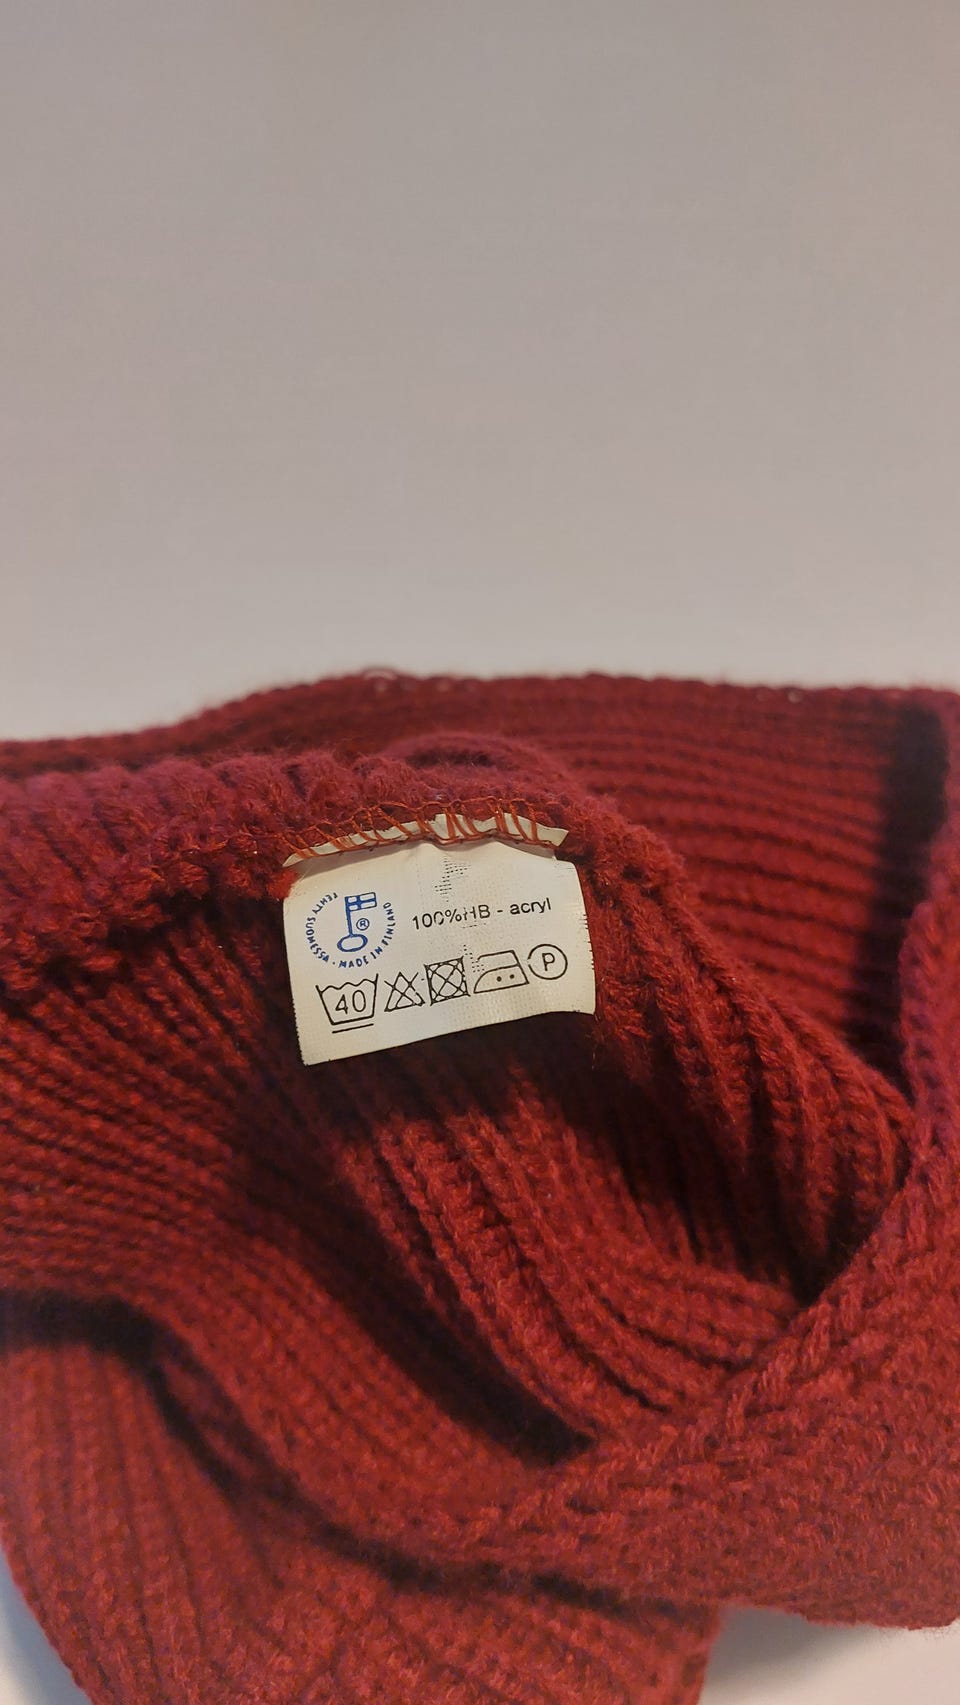 TEHTY SUOMESSA · MADE IN FINLAND
®
100%HB - acryl
40
P